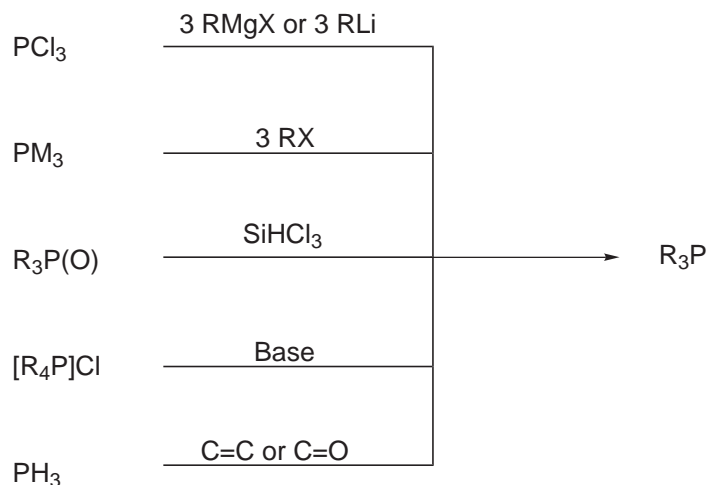 3 RMgX or 3 RLi
PCl₃
3 RX
PM₃
SiHCl₃
R₃P(O)
R₃P
Base
[R₄P]Cl
C=C or C=O
PH₃